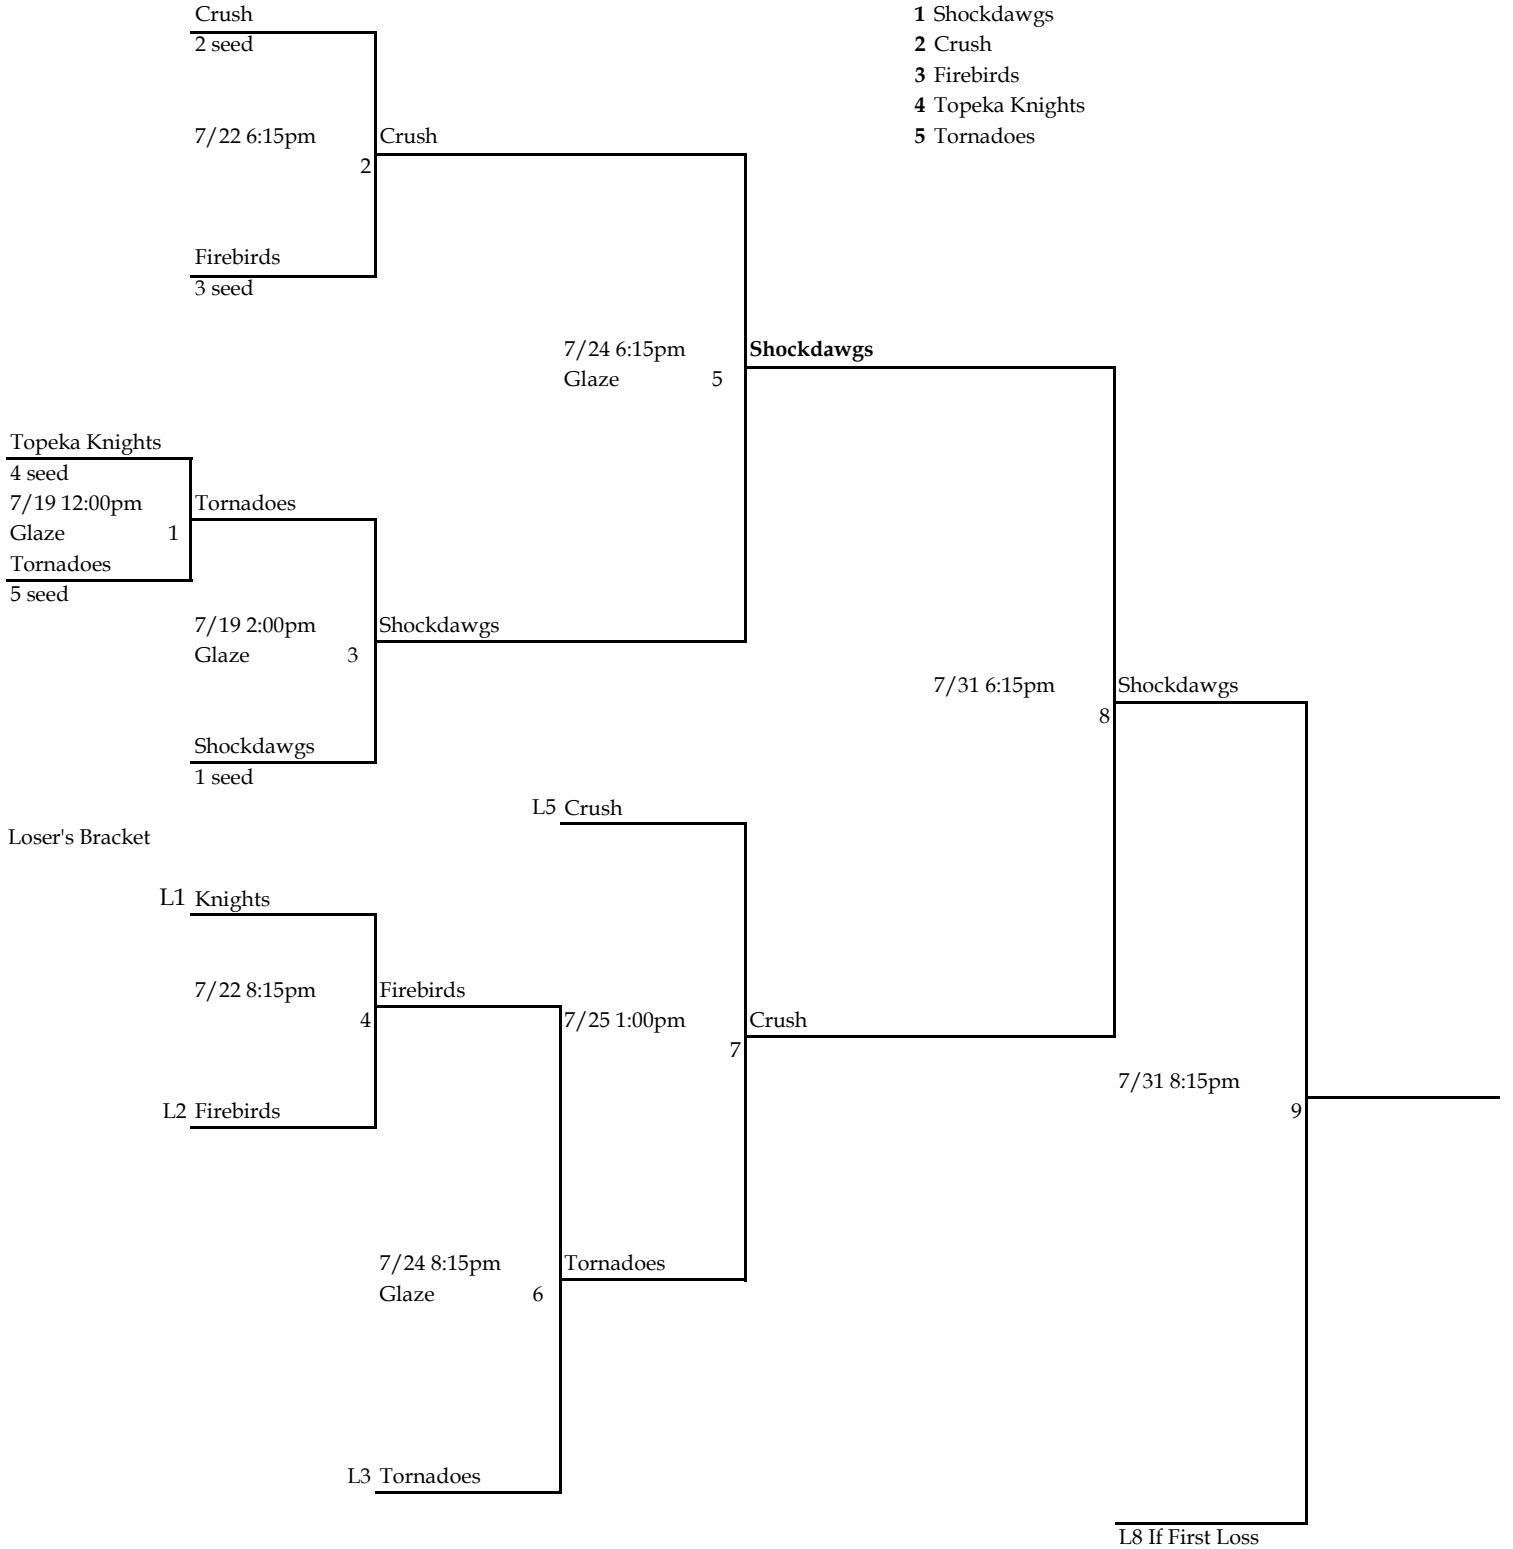 Crush
2 seed
7/22 6:15pm
Crush
2
Firebirds
3 seed
1 Shockdawgs
2 Crush
3 Firebirds
4 Topeka Knights
5 Tornadoes
7/24 6:15pm
Glaze 5
Shockdawgs
Topeka Knights
4 seed
7/19 12:00pm
Glaze 1
Tornadoes
5 seed
Tornadoes
7/19 2:00pm
Glaze 3
Shockdawgs
Shockdawgs
1 seed
7/31 6:15pm
8
Shockdawgs
Loser's Bracket
L5 Crush
L1 Knights
7/22 8:15pm
4
Firebirds
L2 Firebirds
7/25 1:00pm
7
Crush
7/24 8:15pm
Glaze 6
Tornadoes
L3 Tornadoes
7/31 8:15pm
9
L8 If First Loss